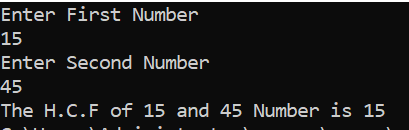 Enter First Number
15
Enter Second Number
45
The H.C.F of 15 and 45 Number is 15